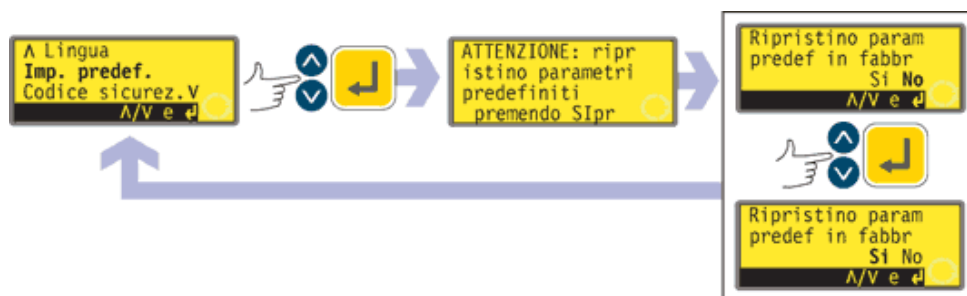 Λ Lingua
Imp. predef.
Codice sicurez.V
Λ/V e ↲
ATTENZIONE: ripr
istino parametri
predefiniti
premendo SIpr
Ripristino param
predef in fabbr
Si No
Λ/V e ↲
Ripristino param
predef in fabbr
Si No
Λ/V e ↲